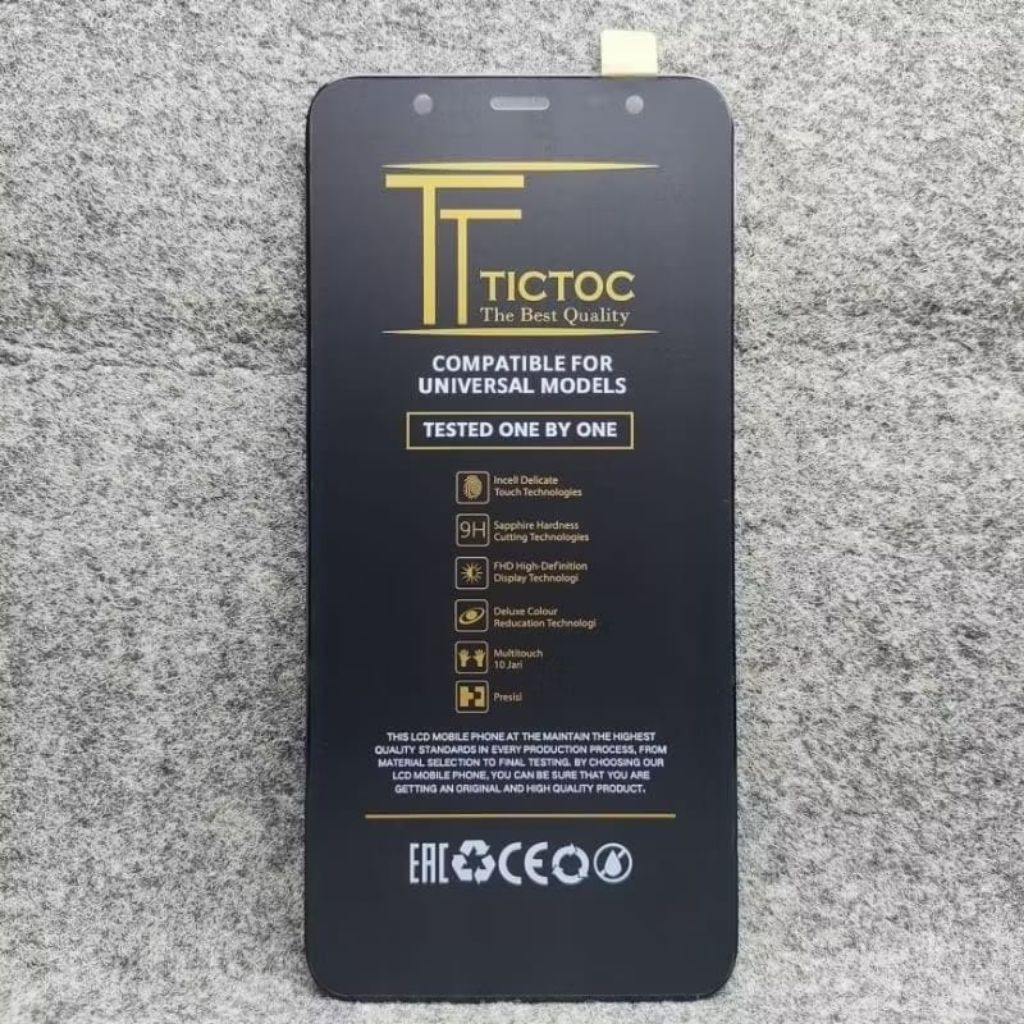 TT
TICTOC
The Best Quality
COMPATIBLE FOR
UNIVERSAL MODELS
TESTED ONE BY ONE
Incell Delicate
Touch Technologies
9H
Sapphire Hardness
Cutting Technologies
FHD High-Definition
Display Technologi
Deluxe Colour
Reducation Technologi
Multitouch
10 Jari
Presisi
THIS LCD MOBILE PHONE AT THE MAINTAIN THE HIGHEST
QUALITY STANDARDS IN EVERY PRODUCTION PROCESS, FROM
MATERIAL SELECTION TO FINAL TESTING. BY CHOOSING OUR
LCD MOBILE PHONE, YOU CAN BE SURE THAT YOU ARE
GETTING AN ORIGINAL AND HIGH QUALITY PRODUCT.
EAC CE